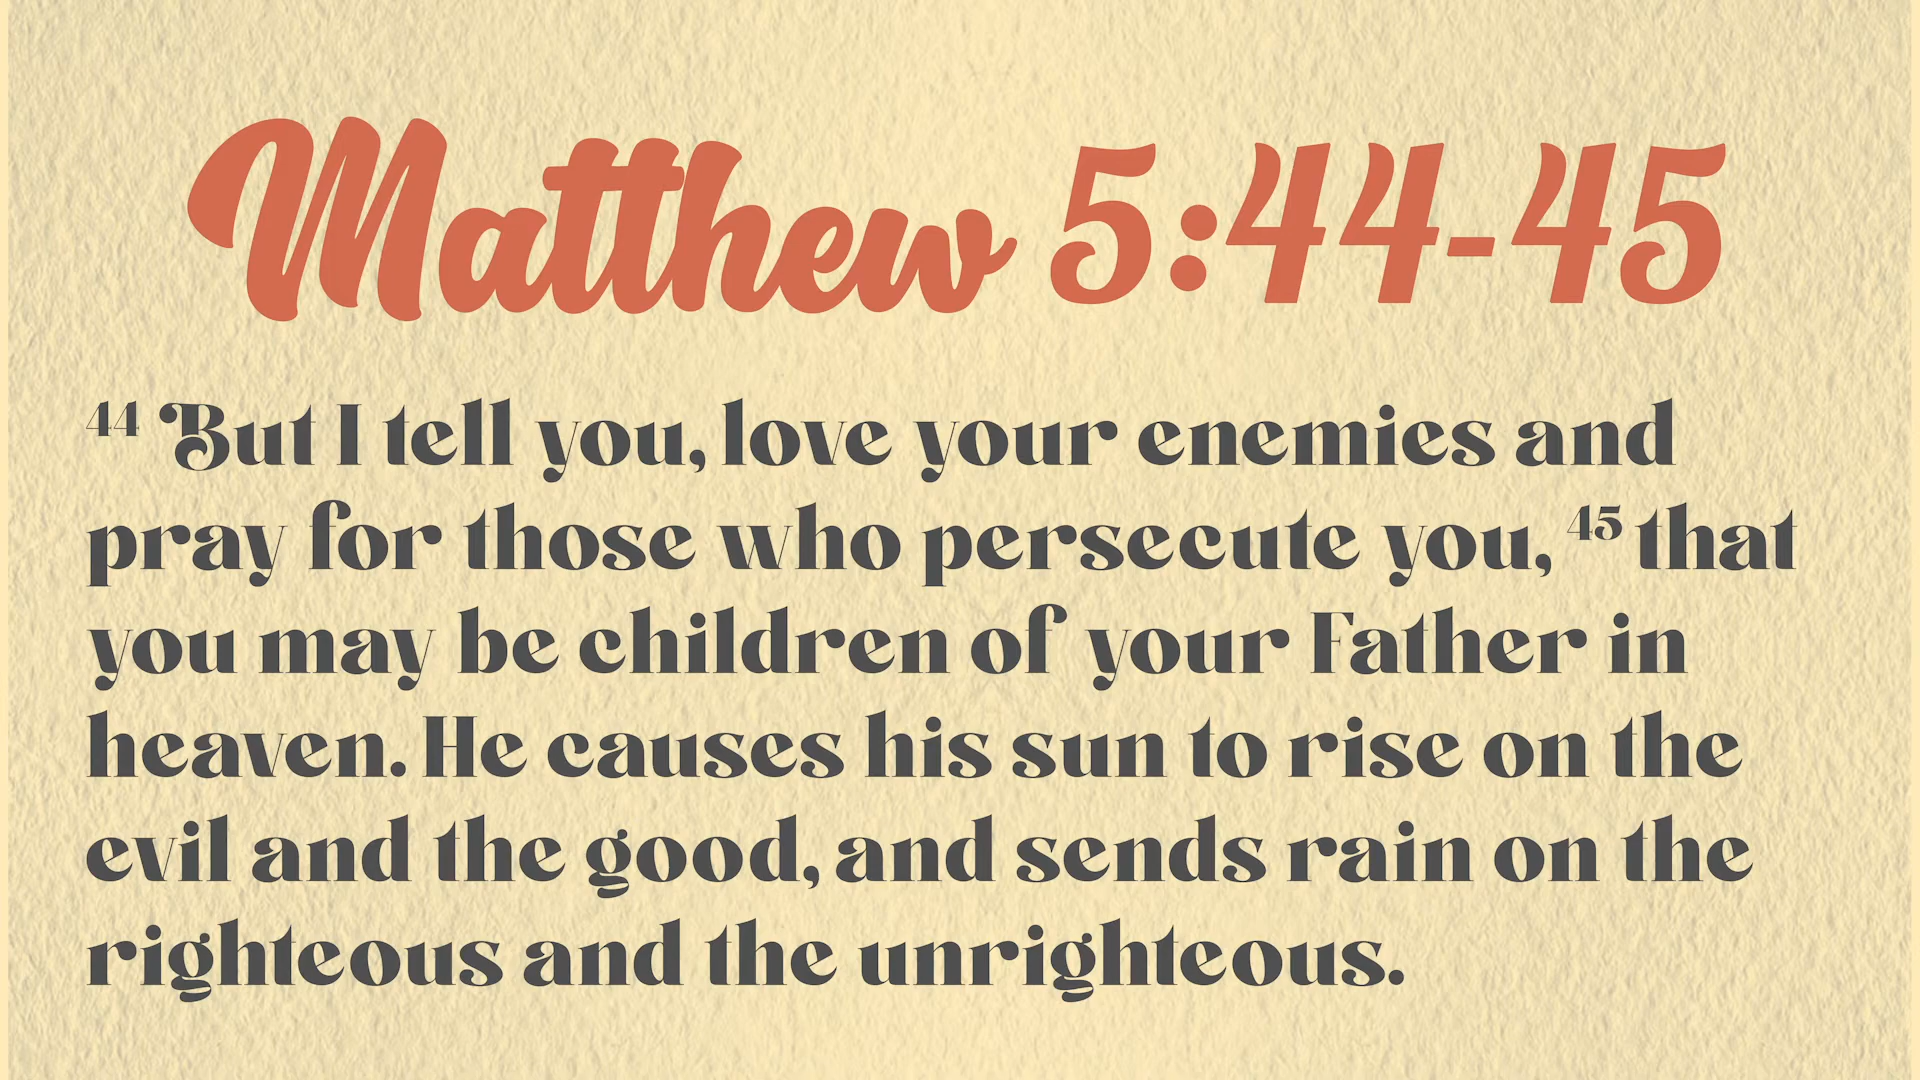 Matthew 5:44-45
44 But I tell you, love your enemies and
pray for those who persecute you, 45 that
you may be children of your Father in
heaven. He causes his sun to rise on the
evil and the good, and sends rain on the
righteous and the unrighteous.